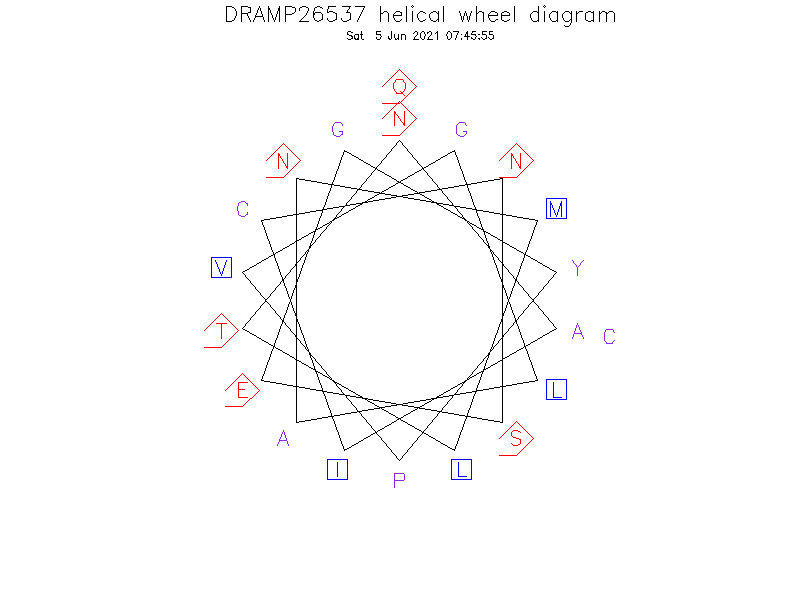 DRAMP26537 helical wheel diagram
Sat 5 Jun 2021 07:45:55
Q
N
G G
N N
C M
V Y
T A C
E L
A S
I P L